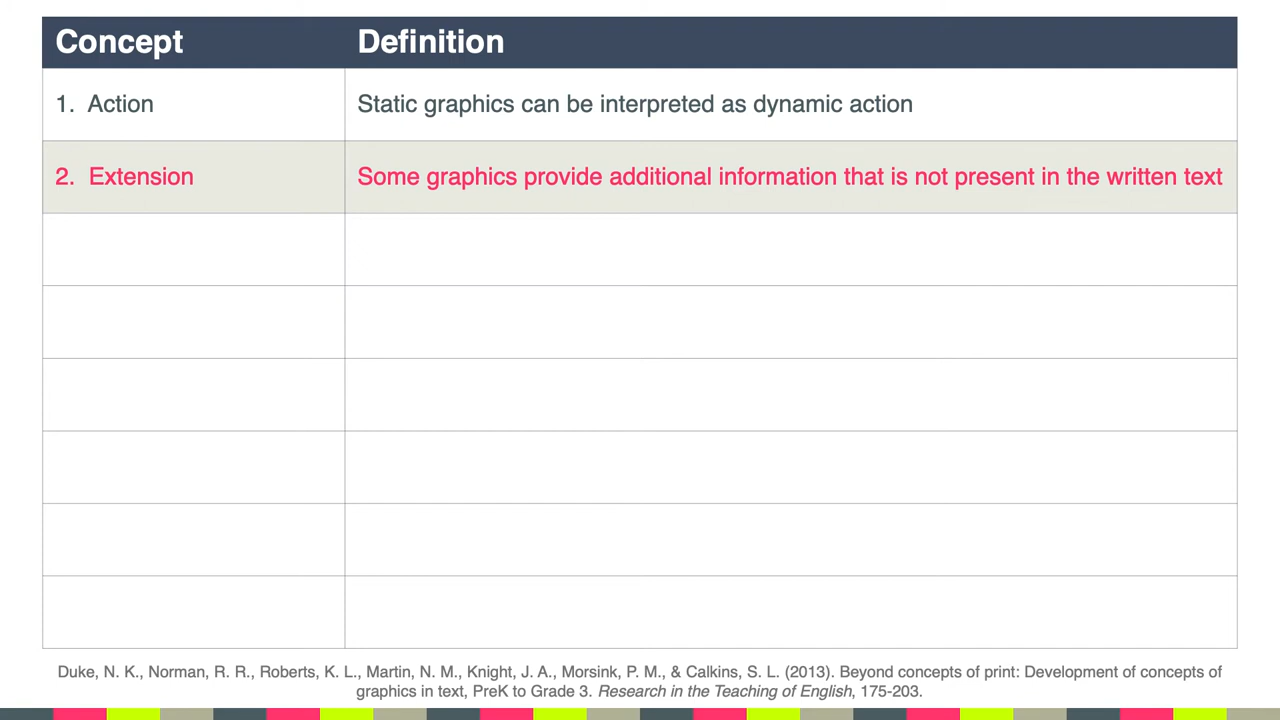 Concept Definition
1. Action Static graphics can be interpreted as dynamic action
2. Extension Some graphics provide additional information that is not present in the written text
Duke, N. K., Norman, R. R., Roberts, K. L., Martin, N. M., Knight, J. A., Morsink, P. M., & Calkins, S. L. (2013). Beyond concepts of print: Development of concepts of
graphics in text, PreK to Grade 3. Research in the Teaching of English, 175-203.